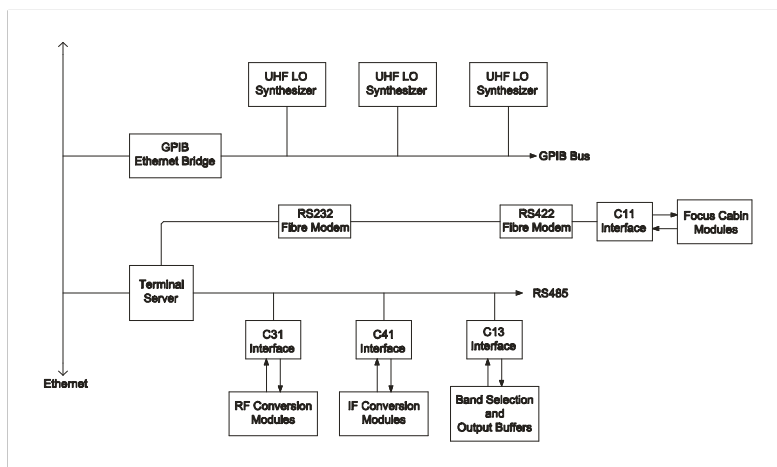 UHF LO
Synthesizer
UHF LO
Synthesizer
UHF LO
Synthesizer
GPIB
Ethernet Bridge
GPIB Bus
RS232
Fibre Modem
RS422
Fibre Modem
C11
Interface
Focus Cabin
Modules
Terminal
Server
RS485
C31
Interface
C41
Interface
C13
Interface
Ethernet
RF Conversion
Modules
IF Conversion
Modules
Band Selection
and
Output Buffers